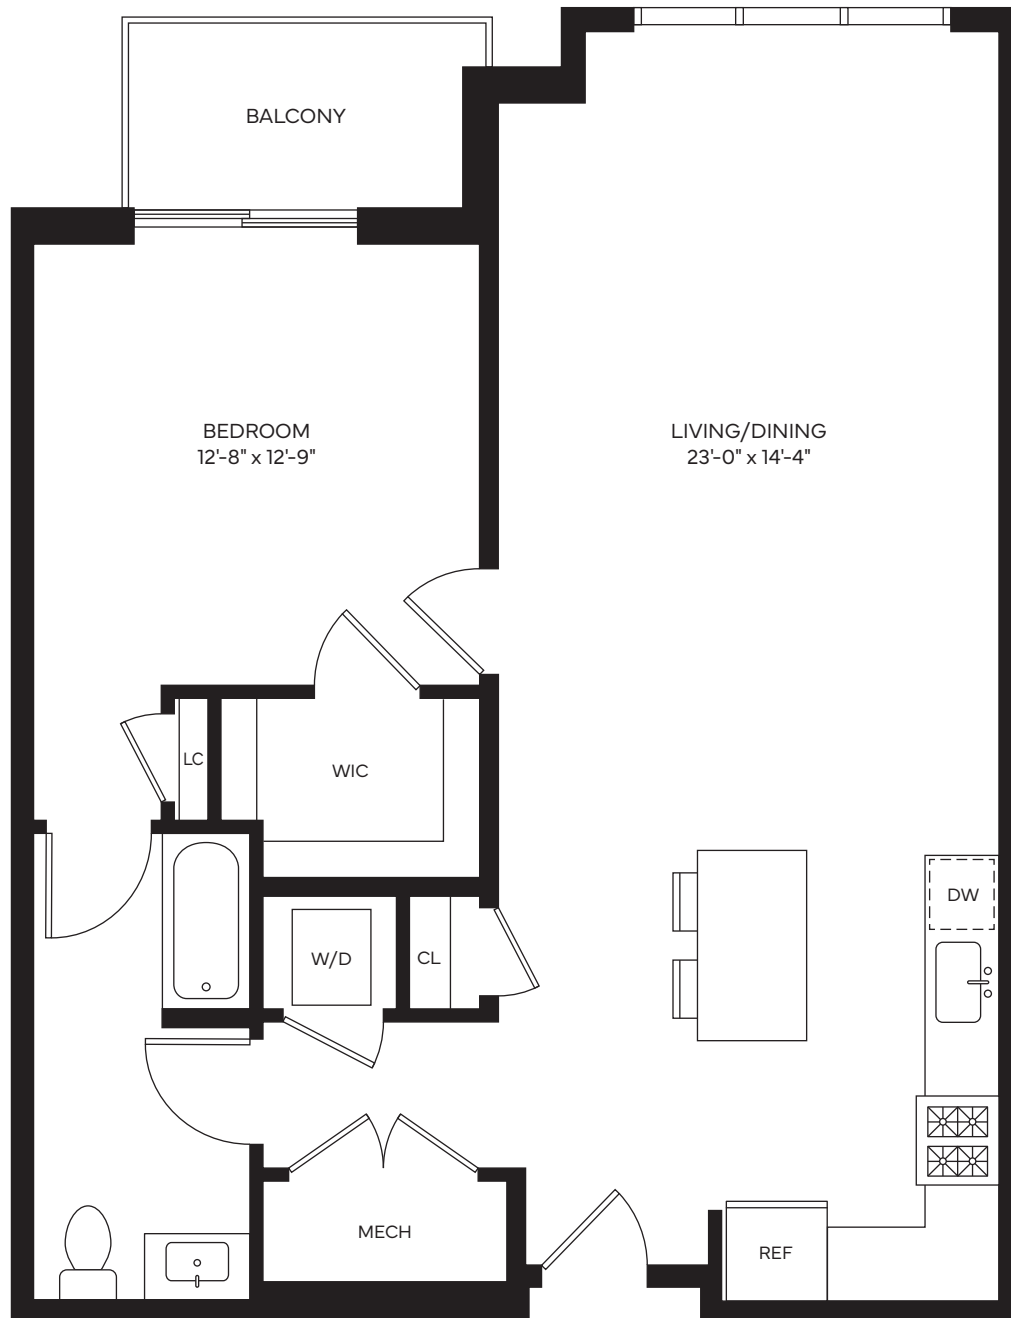 BALCONY
BEDROOM
12'-8" x 12'-9"
LIVING/DINING
23'-0" x 14'-4"
LC
WIC
DW
W/D
CL
MECH
REF